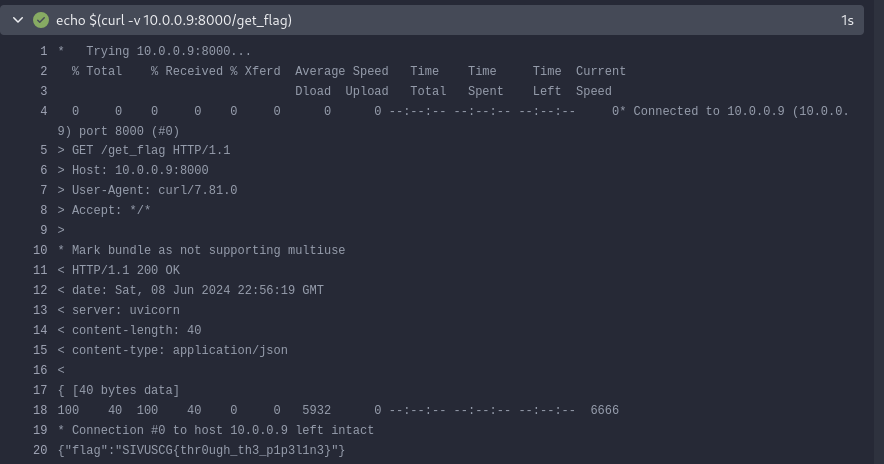 echo $(curl -v 10.0.0.9:8000/get_flag) 1s
1 *   Trying 10.0.0.9:8000...
2   % Total    % Received % Xferd  Average Speed   Time    Time     Time  Current
3                                  Dload  Upload   Total   Spent    Left  Speed
4   0     0    0     0    0     0      0      0 --:--:-- --:--:-- --:--:--     0* Connected to 10.0.0.9 (10.0.0.
9) port 8000 (#0)
5 > GET /get_flag HTTP/1.1
6 > Host: 10.0.0.9:8000
7 > User-Agent: curl/7.81.0
8 > Accept: */*
9 >
10 * Mark bundle as not supporting multiuse
11 < HTTP/1.1 200 OK
12 < date: Sat, 08 Jun 2024 22:56:19 GMT
13 < server: uvicorn
14 < content-length: 40
15 < content-type: application/json
16 <
17 { [40 bytes data]
18 100    40  100    40    0     0   5932      0 --:--:-- --:--:-- --:--:--  6666
19 * Connection #0 to host 10.0.0.9 left intact
20 {"flag":"SIVUSCG{thr0ugh_th3_p1p3l1n3}"}